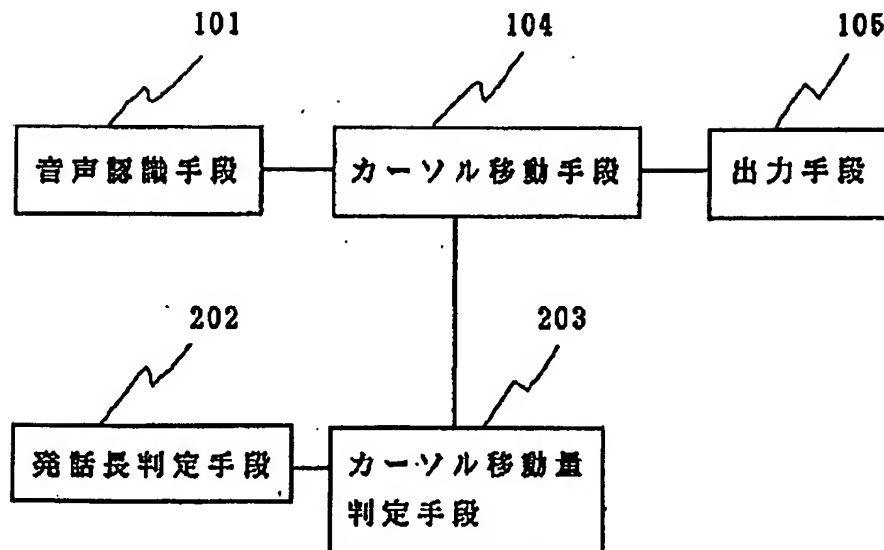 101
104
105
音声認識手段
カーソル移動手段
出力手段
202
203
発話長判定手段
カーソル移動量
判定手段